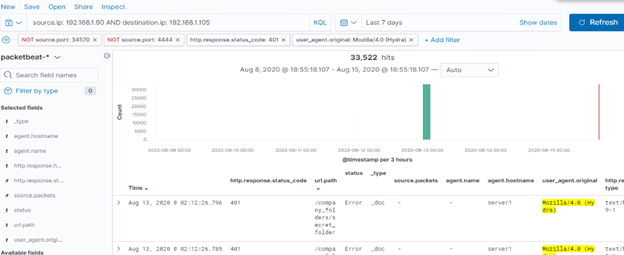 New Save Open Share Inspect
source.ip: 192.168.1.90 AND destination.ip: 192.168.1.105 KQL Last 7 days Show dates Refresh
NOT source.port: 34570 × NOT source.port: 4444 × http.response.status_code: 401 × user_agent.original: Mozilla/4.0 (Hydra) × + Add filter
packetbeat-*
Search field names
Filter by type 0
Selected fields
t _type
t agent.hostname
t agent.name
t http.response.h...
# http.response.st...
# source.packets
t status
t url.path
t user_agent.origi...
Available fields
33,522 hits
Aug 8, 2020 @ 18:55:18.107 - Aug 15, 2020 @ 18:55:18.107 — Auto
Count
30000
25000
20000
15000
10000
5000
0
2020-08-09 00:00 2020-08-10 00:00 2020-08-11 00:00 2020-08-12 00:00 2020-08-13 00:00 2020-08-14 00:00 2020-08-15 00:00
@timestamp per 3 hours
Time http.response.status_code url.path status _type source.packets agent.name agent.hostname user_agent.original http.re
type
Aug 13, 2020 @ 02:12:26.796 401 /compa Error _doc - - server1 Mozilla/4.0 (Hy text/h
ny_fol dra) 9-1
ders/s
ecret_
folder
Aug 13, 2020 @ 02:12:26.785 401 /compa Error _doc - - server1 Mozilla/4.0 (Hy text/h